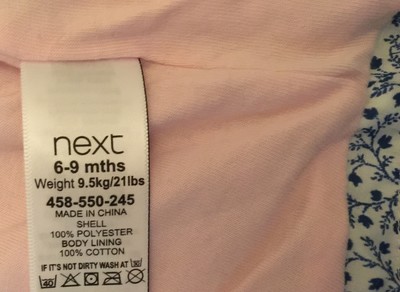 next
6-9 mths
Weight 9.5kg/21lbs
458-550-245
MADE IN CHINA
SHELL
100% POLYESTER
BODY LINING
100% COTTON
IF IT'S NOT DIRTY WASH AT 30
40